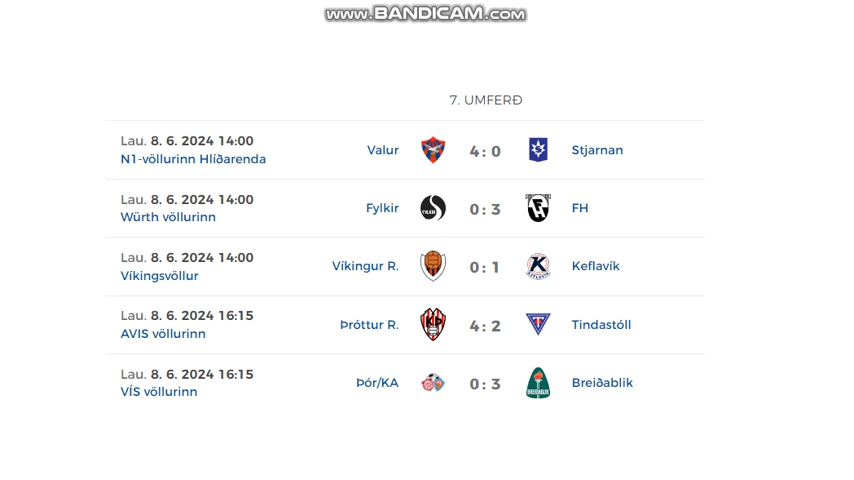 www.BANDICAM.com
7. UMFERÐ
Lau. 8. 6. 2024 14:00
N1-völlurinn Hlíðarenda
Valur 4 : 0 Stjarnan
Lau. 8. 6. 2024 14:00
Würth völlurinn
Fylkir 0 : 3 FH
Lau. 8. 6. 2024 14:00
Víkingsvöllur
Víkingur R. 0 : 1 Keflavík
Lau. 8. 6. 2024 16:15
AVIS völlurinn
Þróttur R. 4 : 2 Tindastóll
Lau. 8. 6. 2024 16:15
VÍS völlurinn
Þór/KA 0 : 3 Breiðablik